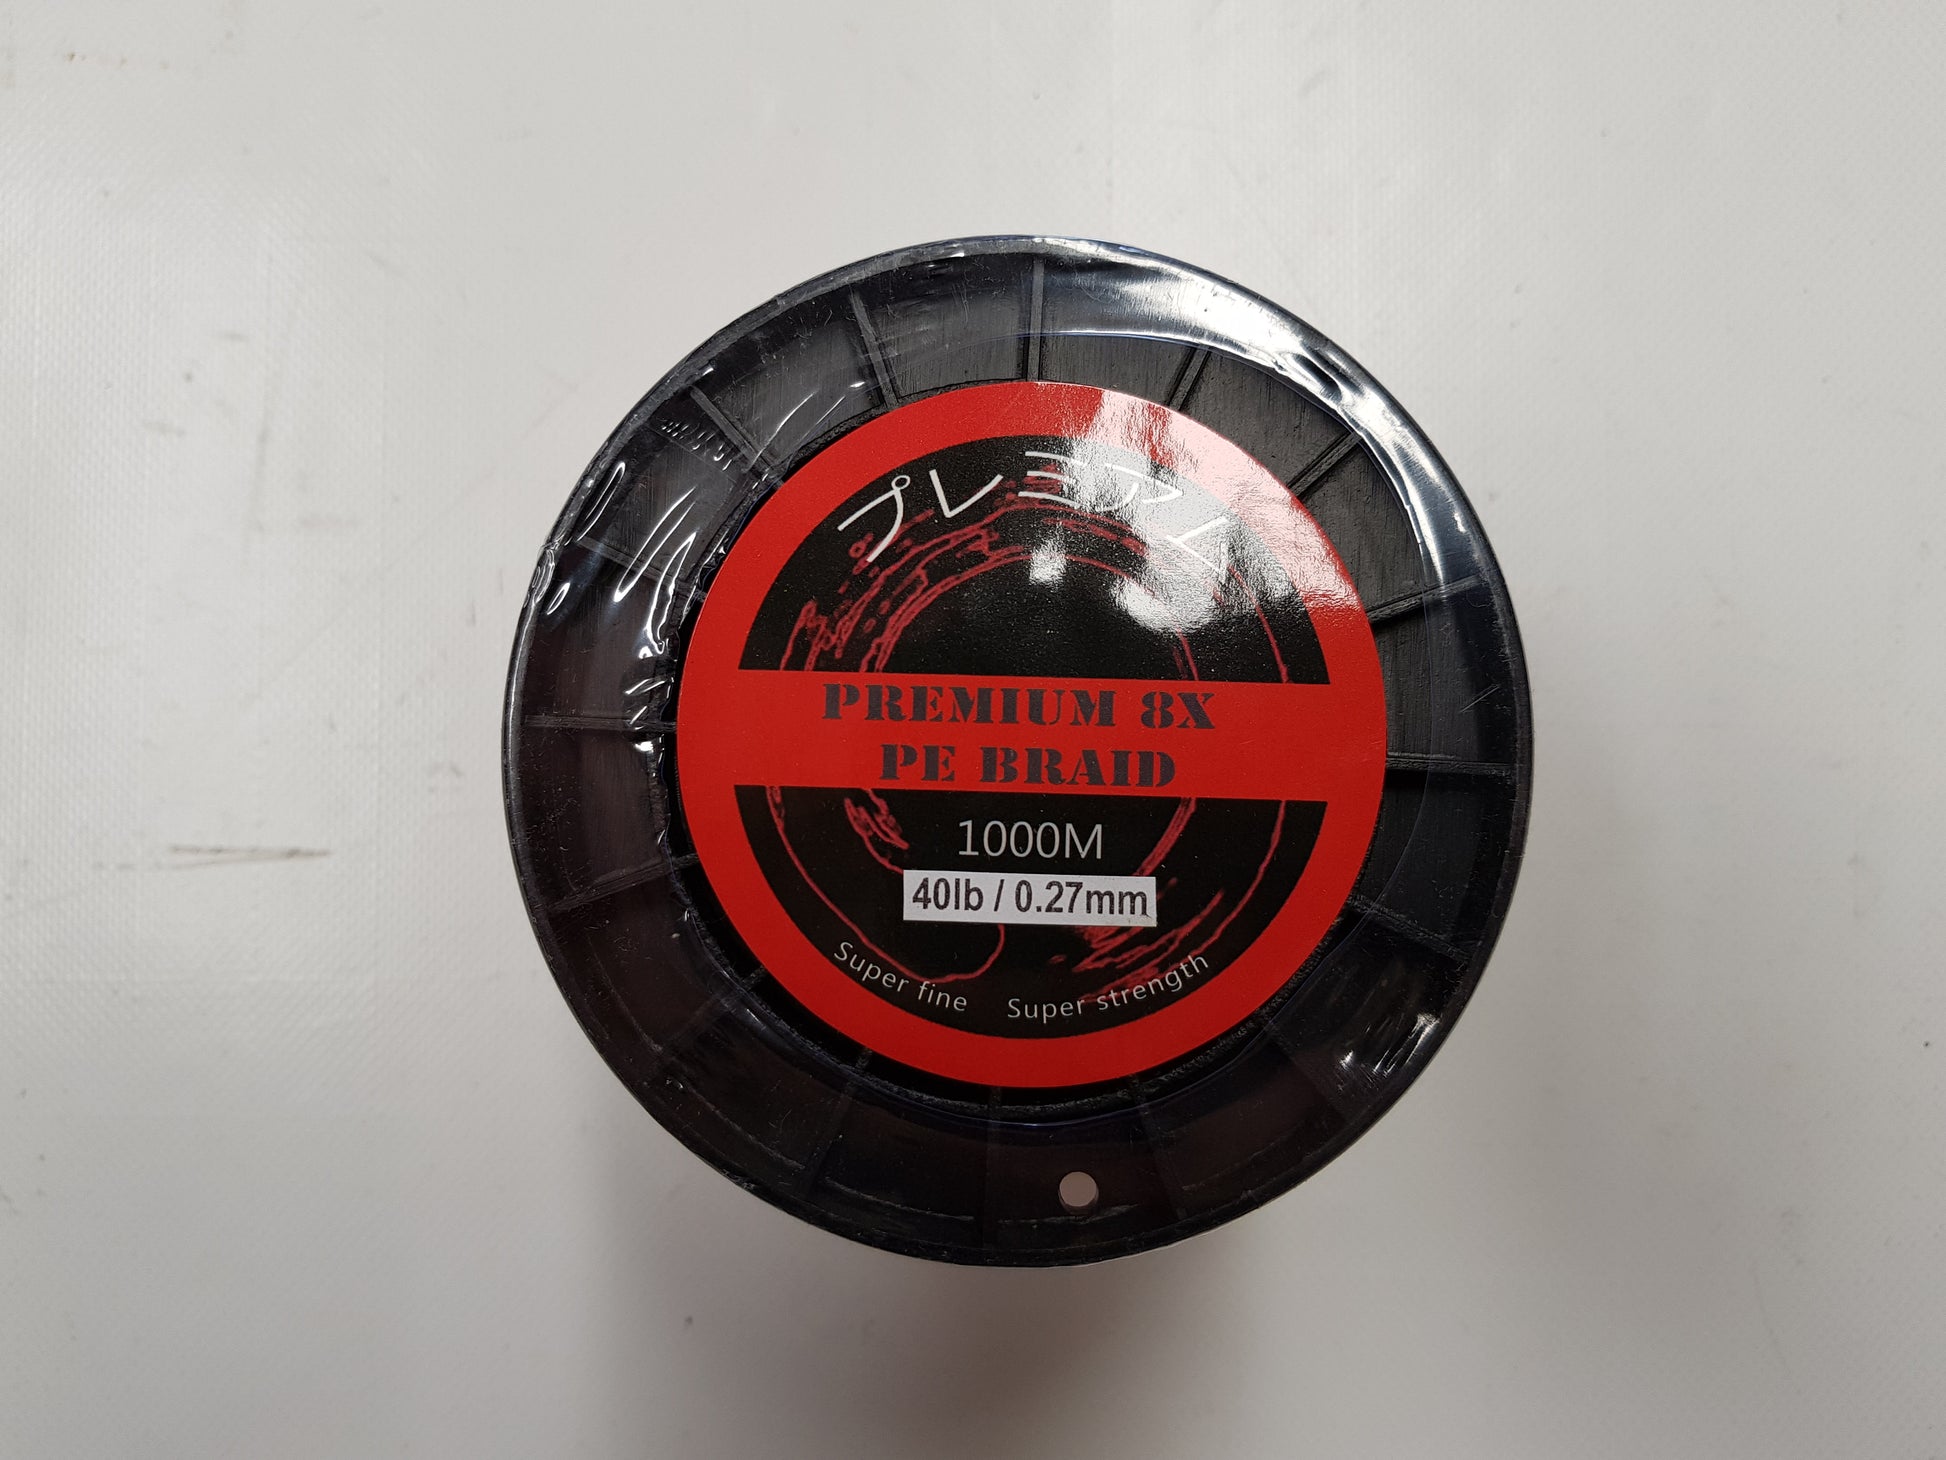 プレミアム
PREMIUM 8X
PE BRAID
1000M
40lb / 0.27mm
Super fine Super strength